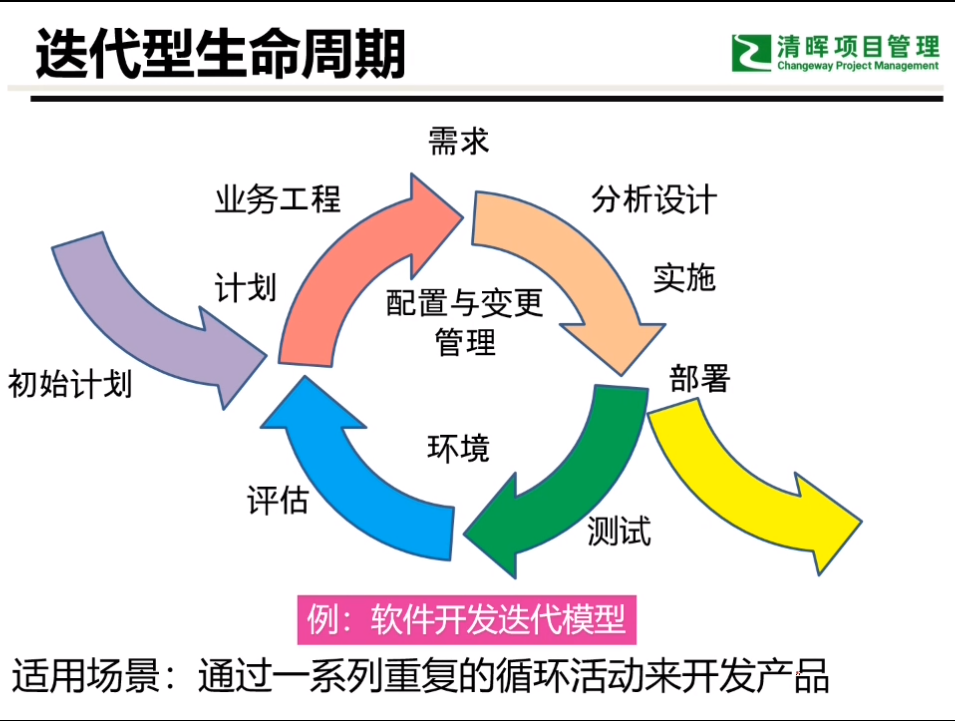 迭代型生命周期
清晖项目管理
Changeway Project Management
需求
业务工程
分析设计
计划
实施
配置与变更
管理
初始计划
部署
环境
评估
测试
例：软件开发迭代模型
适用场景：通过一系列重复的循环活动来开发产品